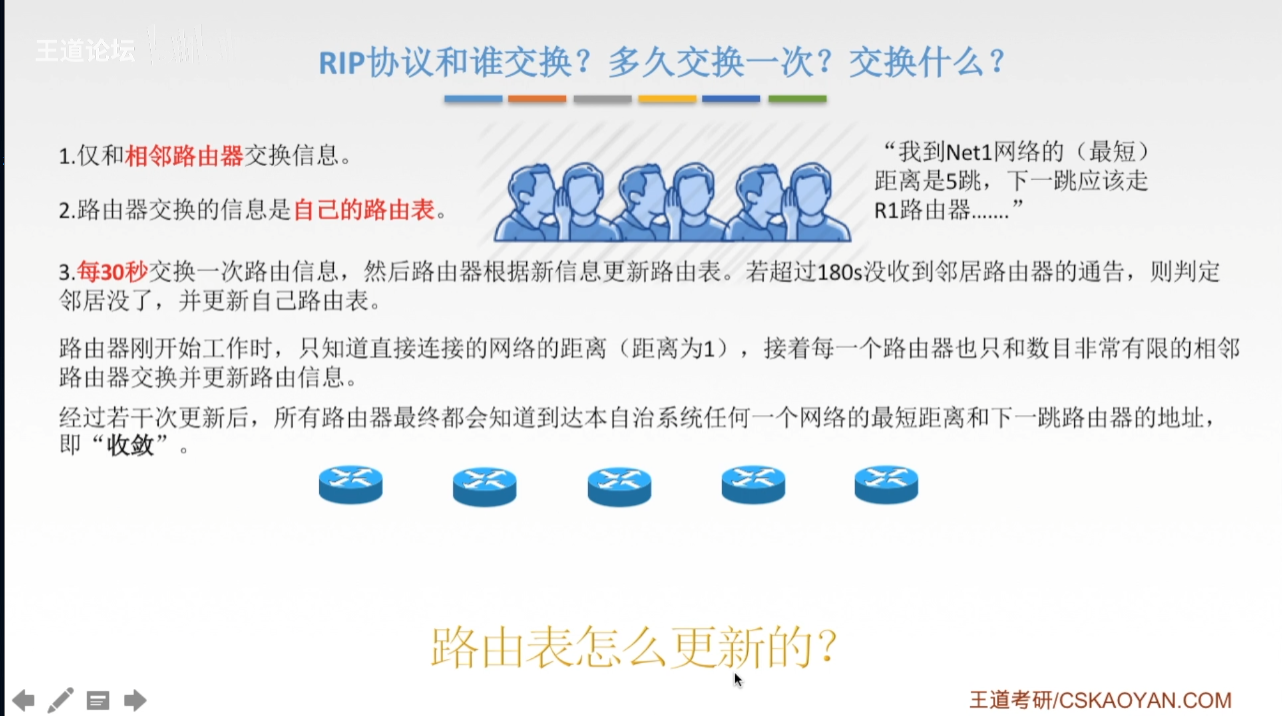 王道论坛
RIP协议和谁交换？多久交换一次？交换什么？
1.仅和相邻路由器交换信息。
2.路由器交换的信息是自己的路由表。
“我到Net1网络的（最短）
距离是5跳，下一跳应该走
R1路由器.......”
3.每30秒交换一次路由信息，然后路由器根据新信息更新路由表。若超过180s没收到邻居路由器的通告，则判定
邻居没了，并更新自己路由表。
路由器刚开始工作时，只知道直接连接的网络的距离（距离为1），接着每一个路由器也只和数目非常有限的相邻
路由器交换并更新路由信息。
经过若干次更新后，所有路由器最终都会知道到达本自治系统任何一个网络的最短距离和下一跳路由器的地址，
即“收敛”。
路由表怎么更新的？
王道考研/CSKAOYAN.COM